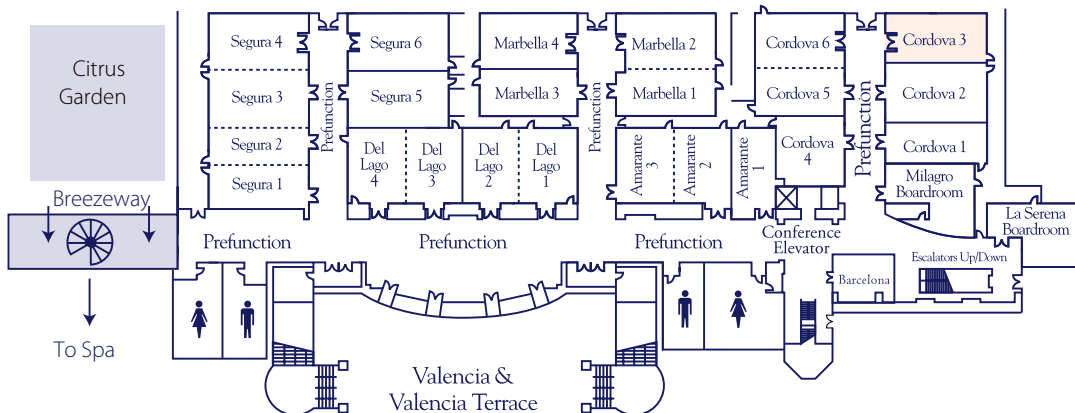 Citrus
Garden
Breezeway
To Spa
Segura 4
Segura 3
Segura 2
Segura 1
Prefunction
Segura 6
Segura 5
Del
Lago
4
Del
Lago
3
Del
Lago
2
Del
Lago
1
Marbella 4
Marbella 3
Prefunction
Marbella 2
Marbella 1
Amarante
3
Amarante
2
Amarante
1
Cordova 6
Cordova 5
Cordova
4
Prefunction
Cordova 3
Cordova 2
Cordova 1
Milagro
Boardroom
La Serena
Boardroom
Prefunction
Prefunction
Prefunction
Conference
Elevator
Escalators Up/Down
Barcelona
Valencia &
Valencia Terrace